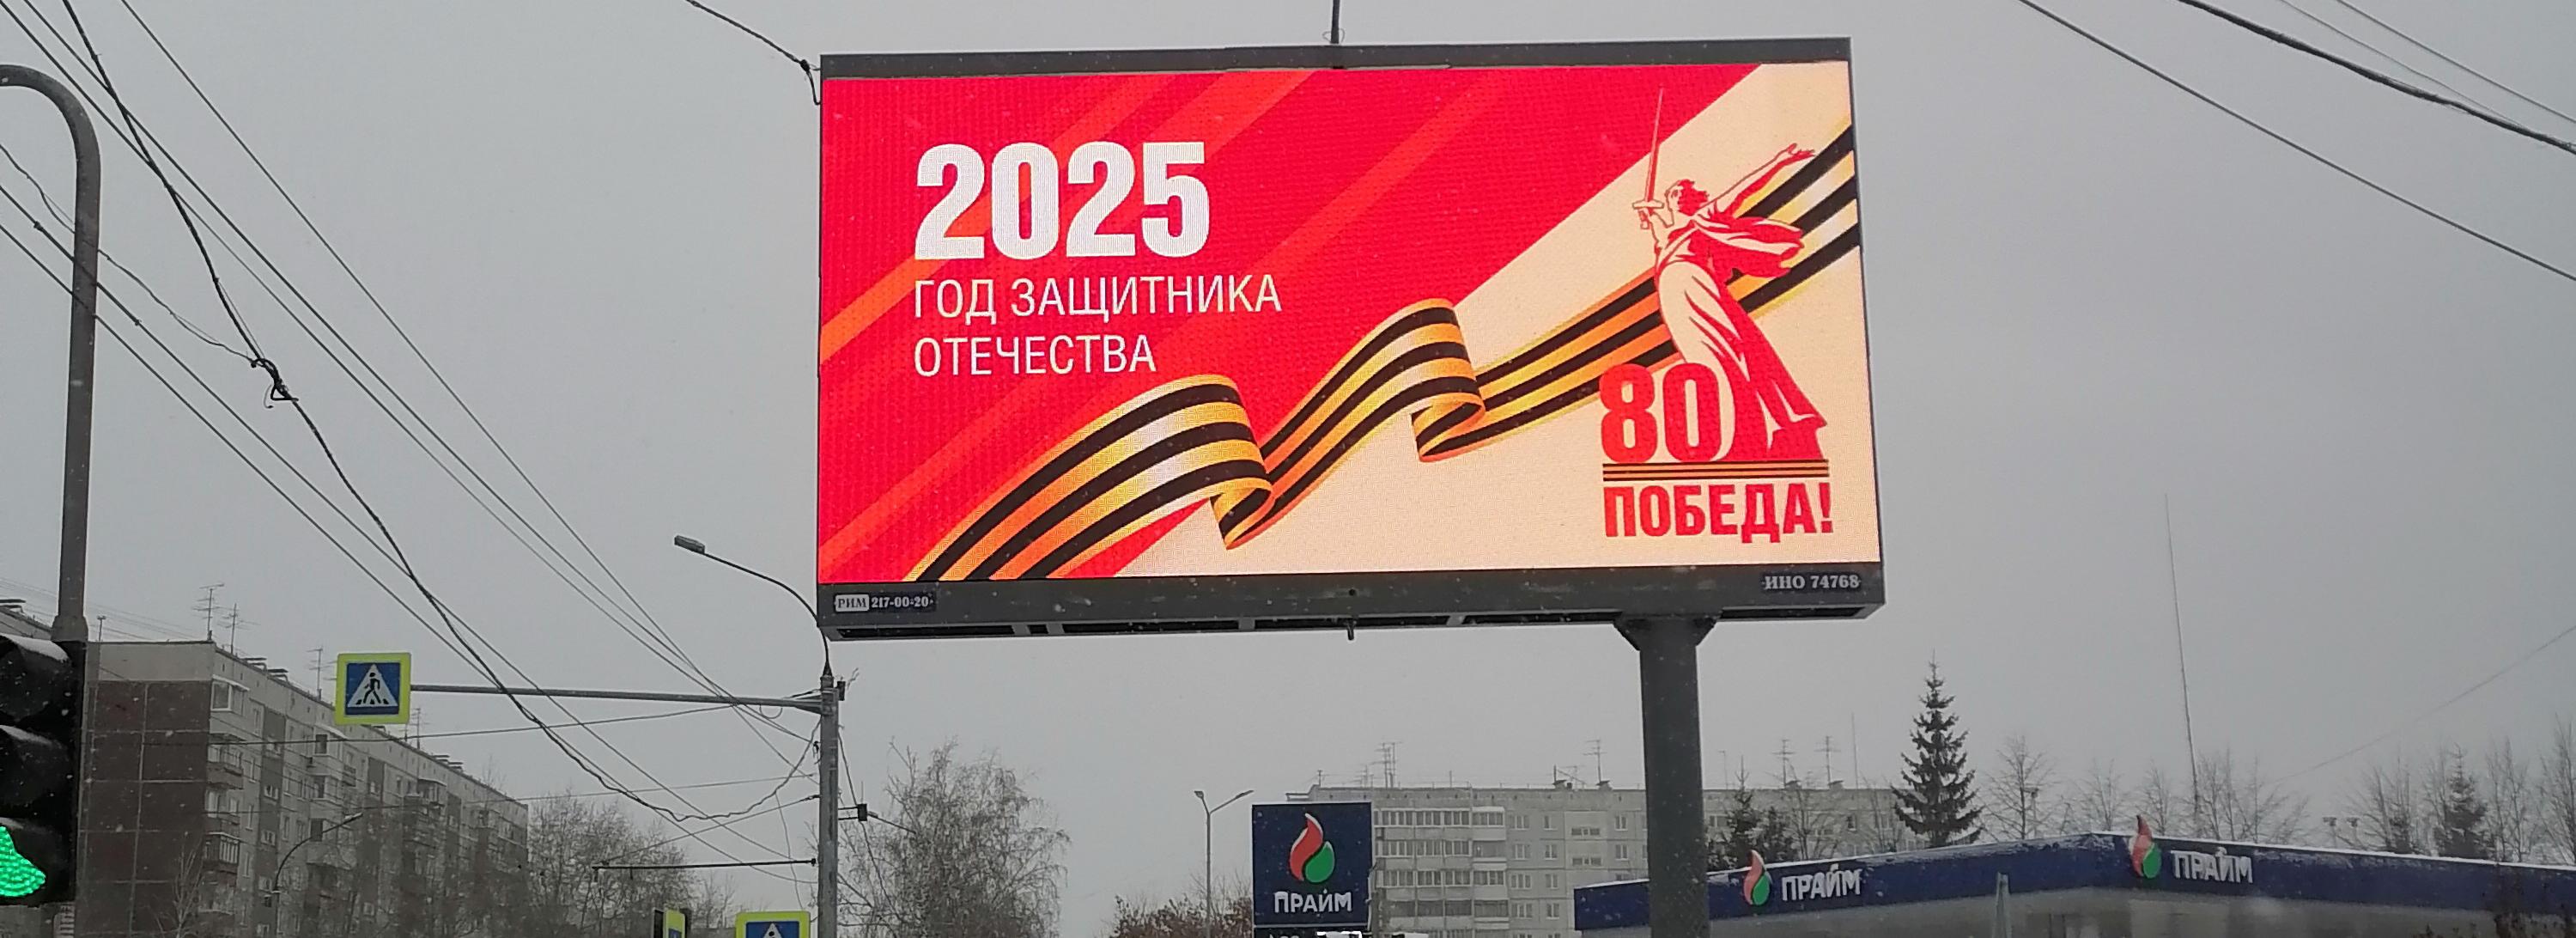 2025
ГОД ЗАЩИТНИКА
ОТЕЧЕСТВА
80
ПОБЕДА!
РИМ 217-00-20
ИНО 74768
ПРАЙМ
ПРАЙМ
ПРАЙМ